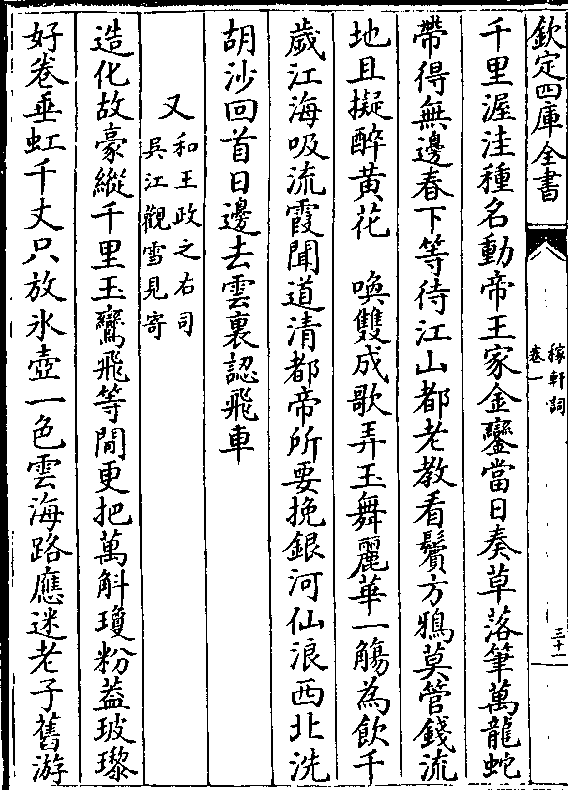 欽定四庫全書
稼軒詞
卷一
三十一
千里渥洼種名動帝王家金鑾當日奏草落筆萬龍蛇
帶得無邊春下等待江山都老教看鬢方鴉莫管錢流
地且擬醉黃花　喚雙成歌弄玉舞麗華一觴為飲千
歲江海吸流霞聞道清都帝所要挽銀河仙浪西北洗
胡沙回首日邊去雲裏認飛車
又和王政之右司
吳江觀雪見寄
造化故豪縱千里玉鸞飛等閒更把萬斛瓊粉葢玻瓈
好卷垂虹千丈只放氷壺一色雲海路應迷老子舊游